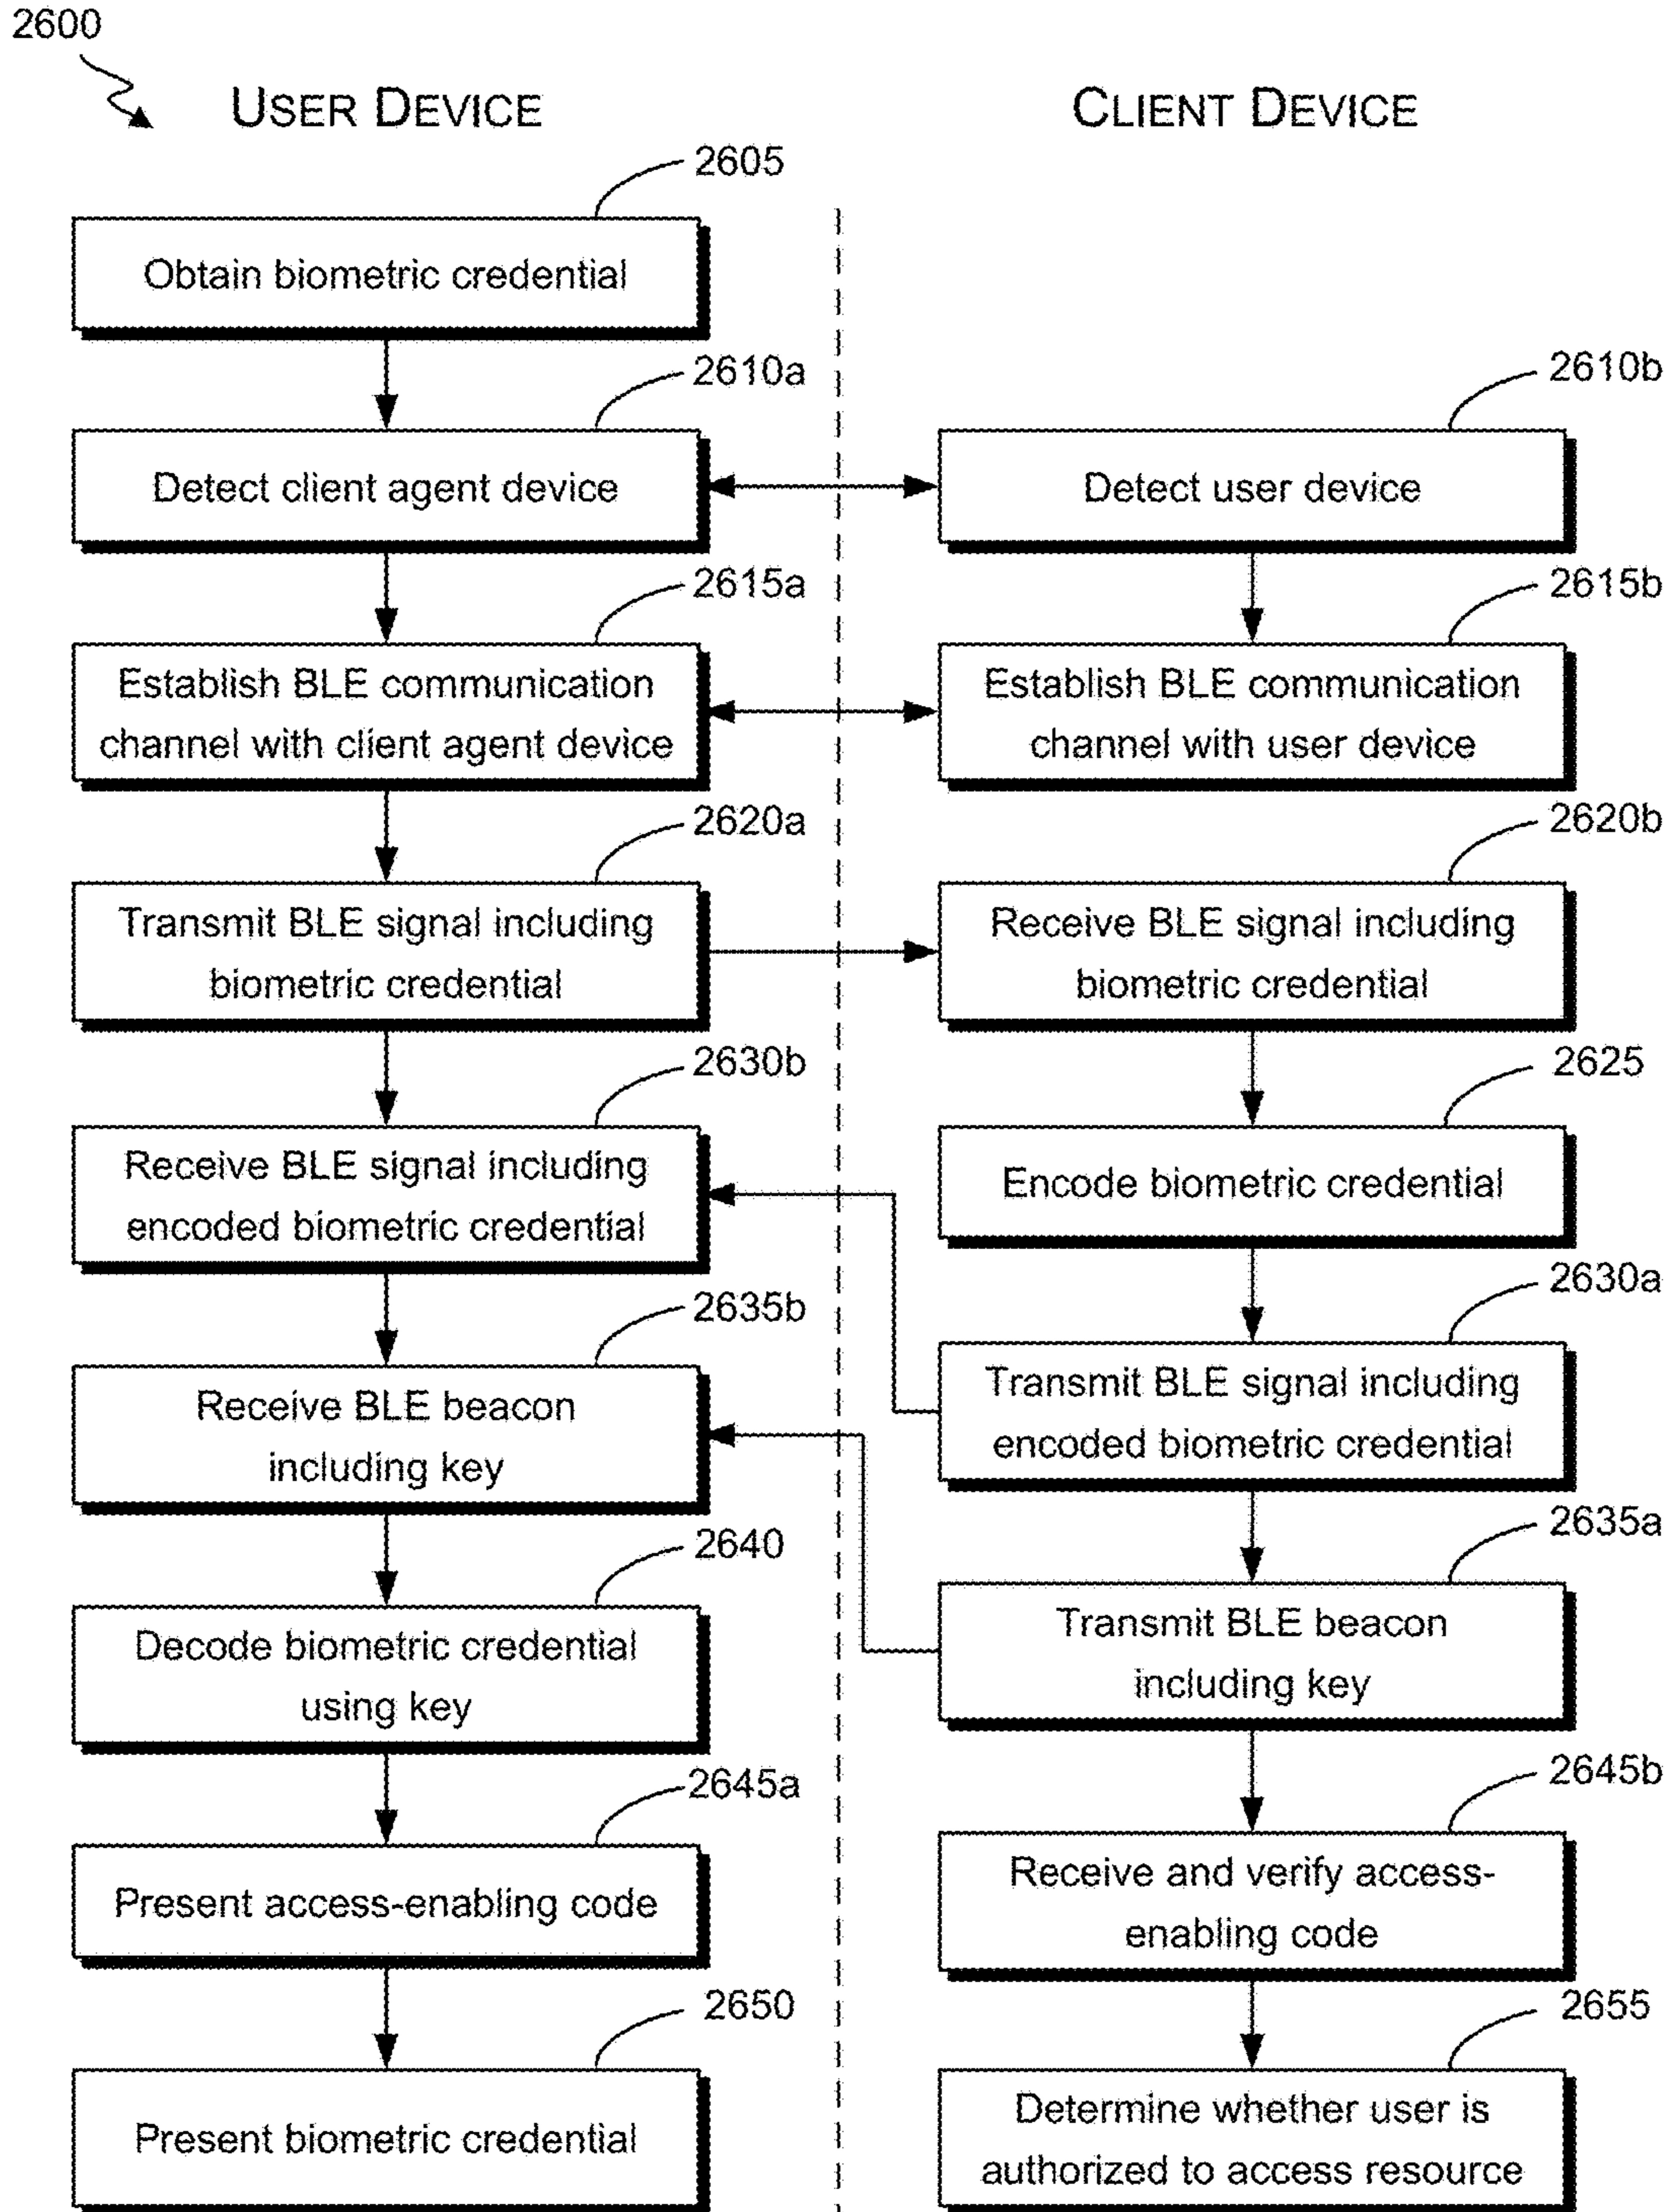 2600
USER DEVICE
CLIENT DEVICE
2605
Obtain biometric credential
2610a
2610b
Detect client agent device
Detect user device
2615a
2615b
Establish BLE communication
channel with client agent device
Establish BLE communication
channel with user device
2620a
2620b
Transmit BLE signal including
biometric credential
Receive BLE signal including
biometric credential
2630b
2625
Receive BLE signal including
encoded biometric credential
Encode biometric credential
2635b
2630a
Receive BLE beacon
including key
Transmit BLE signal including
encoded biometric credential
2640
2635a
Decode biometric credential
using key
Transmit BLE beacon
including key
2645a
2645b
Present access-enabling code
Receive and verify access-
enabling code
2650
2655
Present biometric credential
Determine whether user is
authorized to access resource